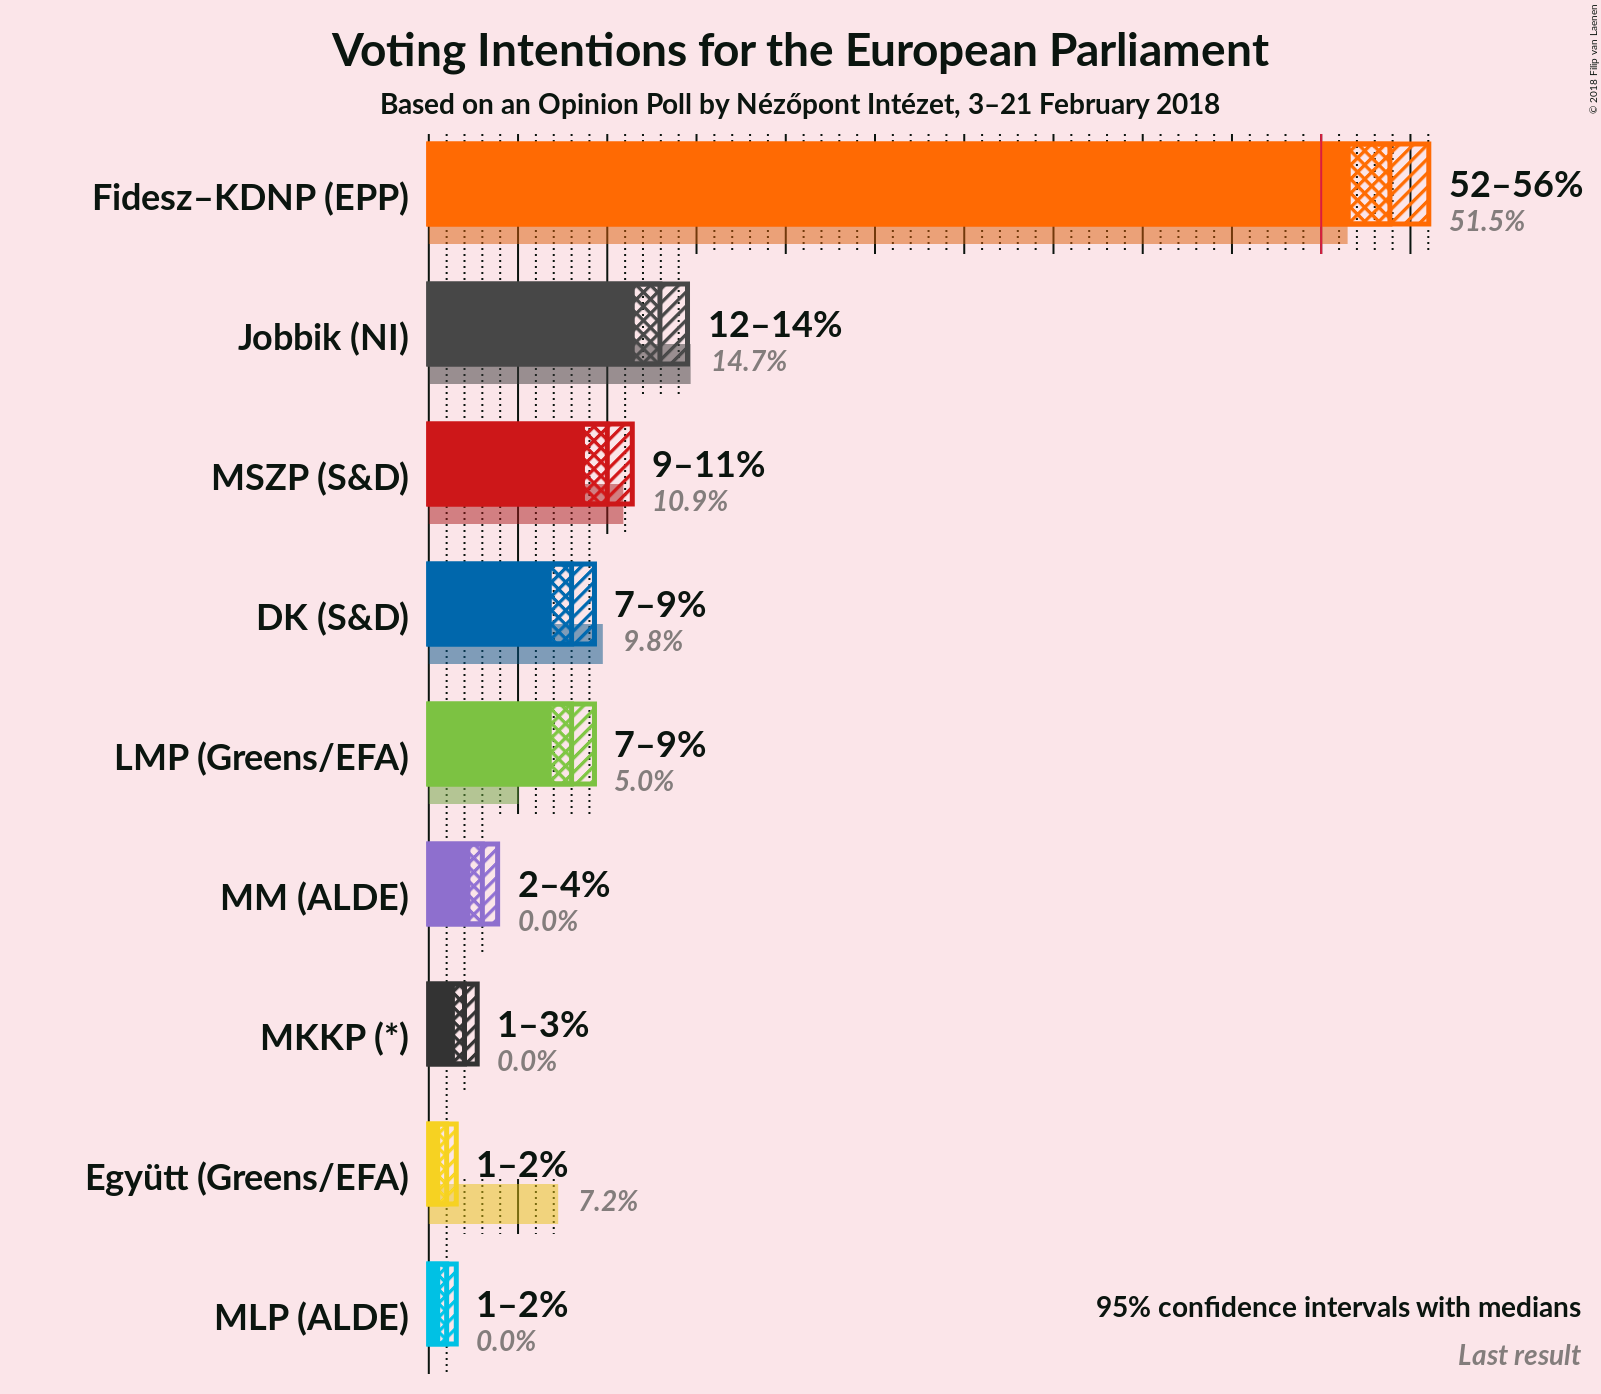 Voting Intentions for the European Parliament
Based on an Opinion Poll by Nézőpont Intézet, 3–21 February 2018
© 2018 Filip van Laenen
Fidesz–KDNP (EPP)
52–56%
51.5%
Jobbik (NI)
12–14%
14.7%
MSZP (S&D)
9–11%
10.9%
DK (S&D)
7–9%
9.8%
LMP (Greens/EFA)
7–9%
5.0%
MM (ALDE)
2–4%
0.0%
MKKP (*)
1–3%
0.0%
Együtt (Greens/EFA)
1–2%
7.2%
MLP (ALDE)
1–2%
0.0%
95% confidence intervals with medians
Last result